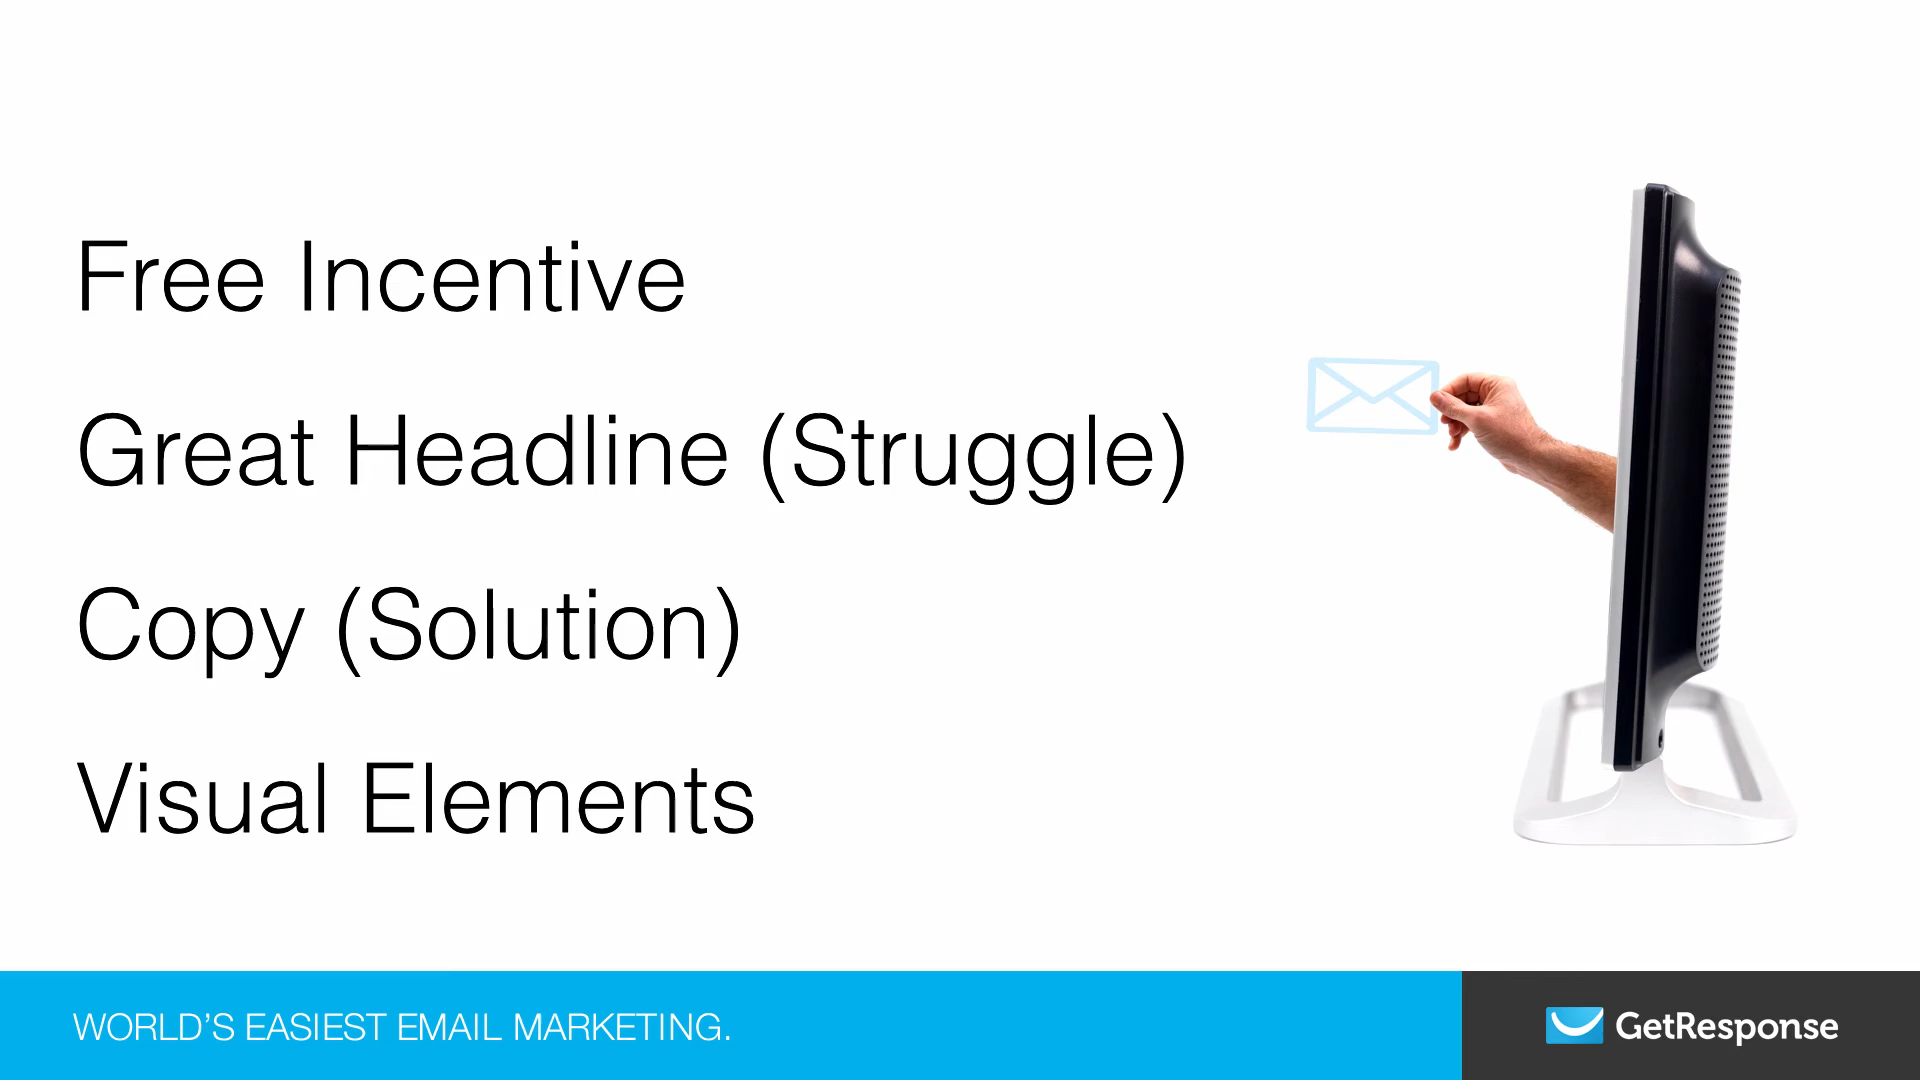 Free Incentive
Great Headline (Struggle)
Copy (Solution)
Visual Elements
WORLD’S EASIEST EMAIL MARKETING.
GetResponse